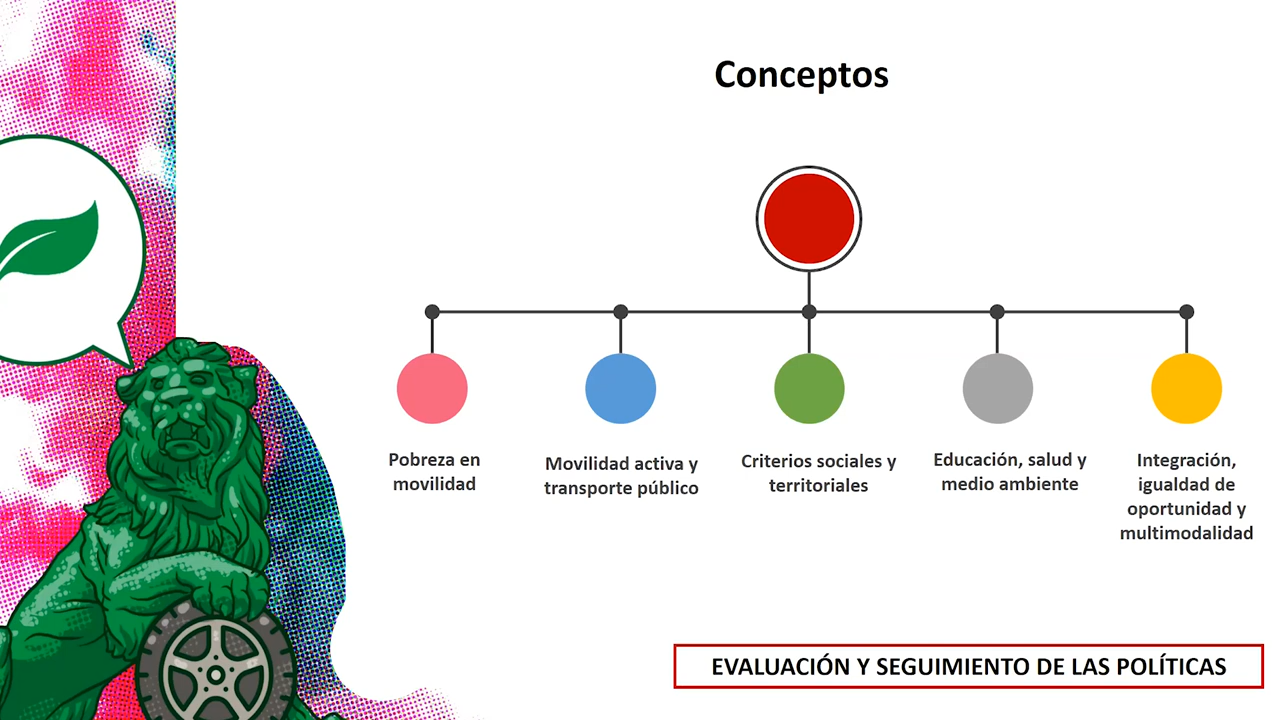 Conceptos
Pobreza en
movilidad
Movilidad activa y
transporte público
Criterios sociales y
territoriales
Educación, salud y
medio ambiente
Integración,
igualdad de
oportunidad y
multimodalidad
EVALUACIÓN Y SEGUIMIENTO DE LAS POLÍTICAS